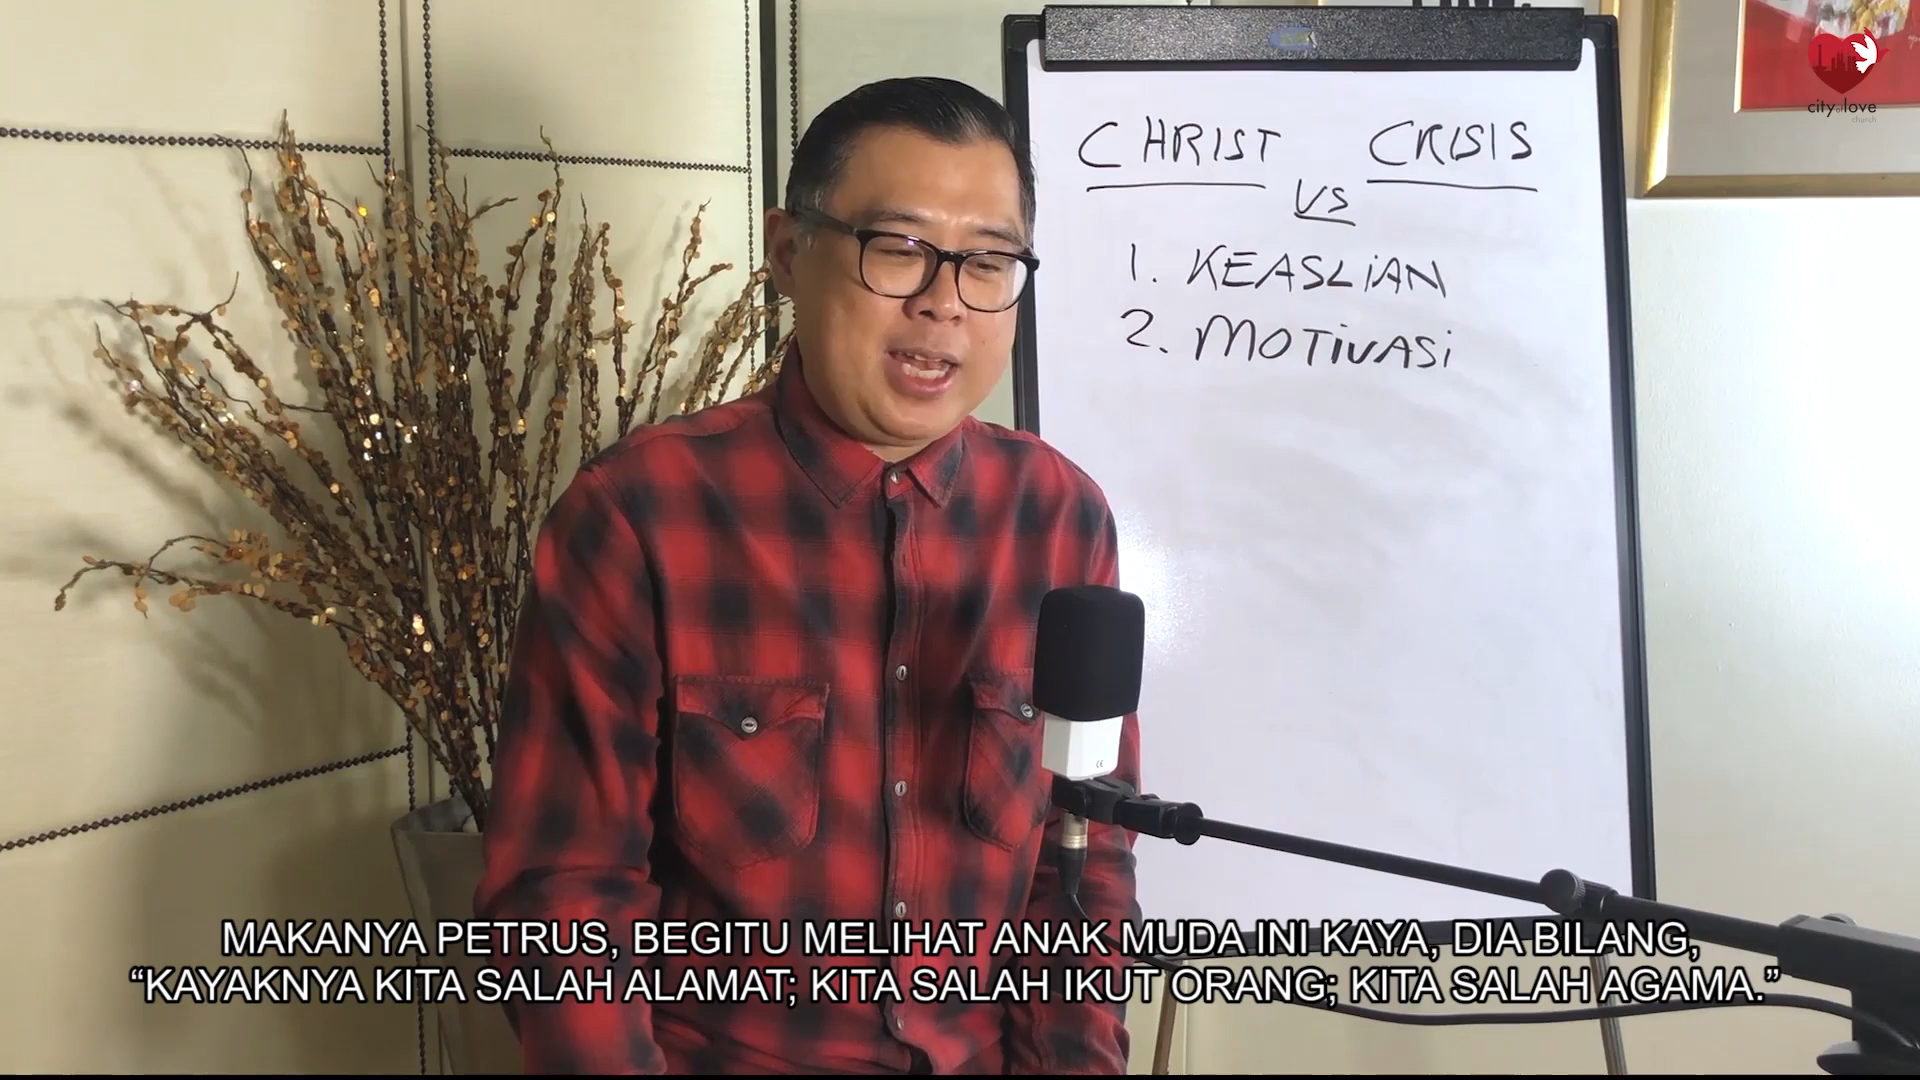 city of love
church
CHRIST VS CRISIS
1. KEASLIAN
2. MOTIVASI
MAKANYA PETRUS, BEGITU MELIHAT ANAK MUDA INI KAYA, DIA BILANG,
“KAYAKNYA KITA SALAH ALAMAT; KITA SALAH IKUT ORANG; KITA SALAH AGAMA.”